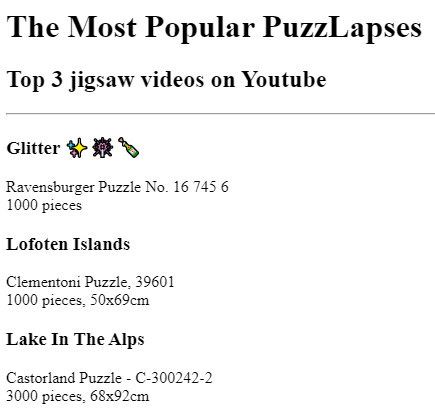 The Most Popular PuzzLapses
Top 3 jigsaw videos on Youtube
Glitter ✨🎆🍾
Ravensburger Puzzle No. 16 745 6
1000 pieces
Lofoten Islands
Clementoni Puzzle, 39601
1000 pieces, 50x69cm
Lake In The Alps
Castorland Puzzle - C-300242-2
3000 pieces, 68x92cm